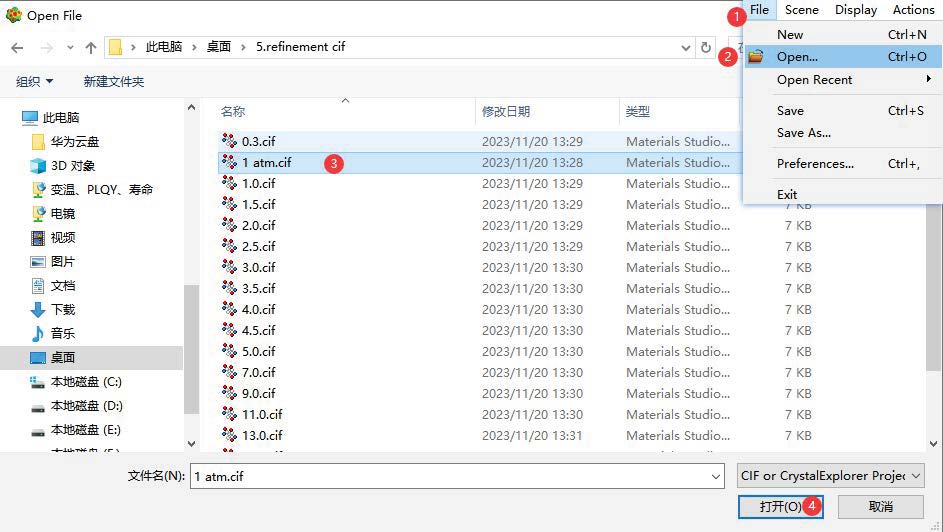 Open File
File Scene Display Actions
1
New Ctrl+N
2 Open... Ctrl+O
Open Recent
Save Ctrl+S
Save As...
Preferences... Ctrl+,
Exit
此电脑 › 桌面 › 5.refinement cif
组织 新建文件夹
此电脑
华为云盘
3D 对象
变温、PLQY、寿命
电镜
视频
图片
文档
下载
音乐
桌面
本地磁盘 (C:)
本地磁盘 (D:)
本地磁盘 (E:)
名称 修改日期 类型
0.3.cif 2023/11/20 13:29 Materials Studio...
1 atm.cif 3 2023/11/20 13:28 Materials Studio...
1.0.cif 2023/11/20 13:29 Materials Studio...
1.5.cif 2023/11/20 13:29 Materials Studio... 7 KB
2.0.cif 2023/11/20 13:29 Materials Studio... 7 KB
2.5.cif 2023/11/20 13:29 Materials Studio... 7 KB
3.0.cif 2023/11/20 13:30 Materials Studio... 7 KB
3.5.cif 2023/11/20 13:30 Materials Studio... 7 KB
4.0.cif 2023/11/20 13:30 Materials Studio... 7 KB
4.5.cif 2023/11/20 13:30 Materials Studio... 7 KB
5.0.cif 2023/11/20 13:30 Materials Studio... 7 KB
7.0.cif 2023/11/20 13:30 Materials Studio... 7 KB
9.0.cif 2023/11/20 13:30 Materials Studio... 7 KB
11.0.cif 2023/11/20 13:30 Materials Studio... 7 KB
13.0.cif 2023/11/20 13:31 Materials Studio... 7 KB
文件名(N): 1 atm.cif CIF or CrystalExplorer Projec
打开(O) 4 取消